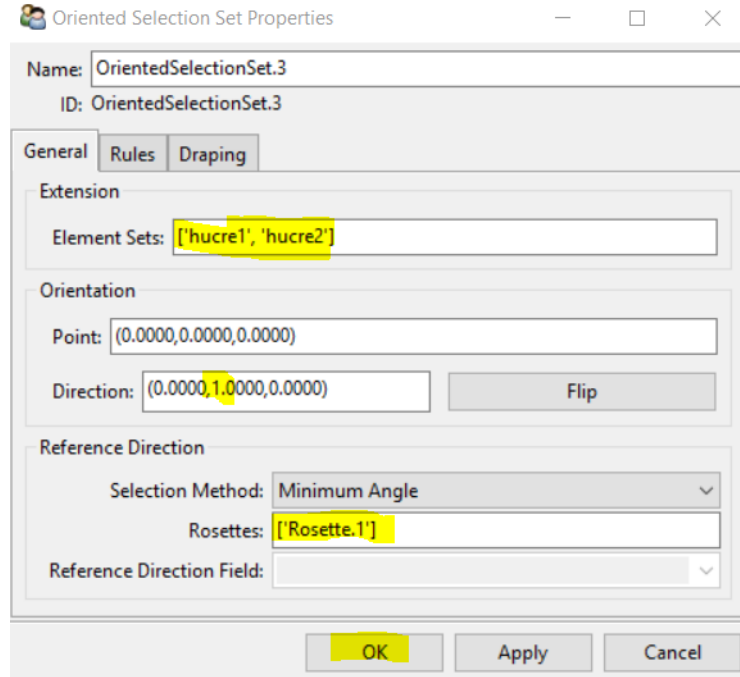 Oriented Selection Set Properties
Name: OrientedSelectionSet.3
ID: OrientedSelectionSet.3
General Rules Draping
Extension
Element Sets: ['hucre1', 'hucre2']
Orientation
Point: (0.0000,0.0000,0.0000)
Direction: (0.0000,1.0000,0.0000) Flip
Reference Direction
Selection Method: Minimum Angle
Rosettes: ['Rosette.1']
Reference Direction Field:
OK Apply Cancel